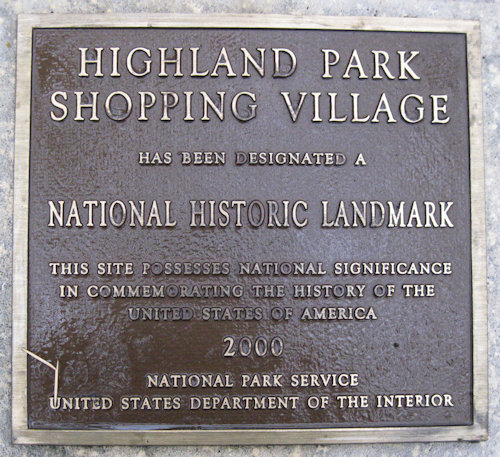 HIGHLAND PARK
SHOPPING VILLAGE
HAS BEEN DESIGNATED A
NATIONAL HISTORIC LANDMARK
THIS SITE POSSESSES NATIONAL SIGNIFICANCE
IN COMMEMORATING THE HISTORY OF THE
UNITED STATES OF AMERICA
2000
NATIONAL PARK SERVICE
UNITED STATES DEPARTMENT OF THE INTERIOR